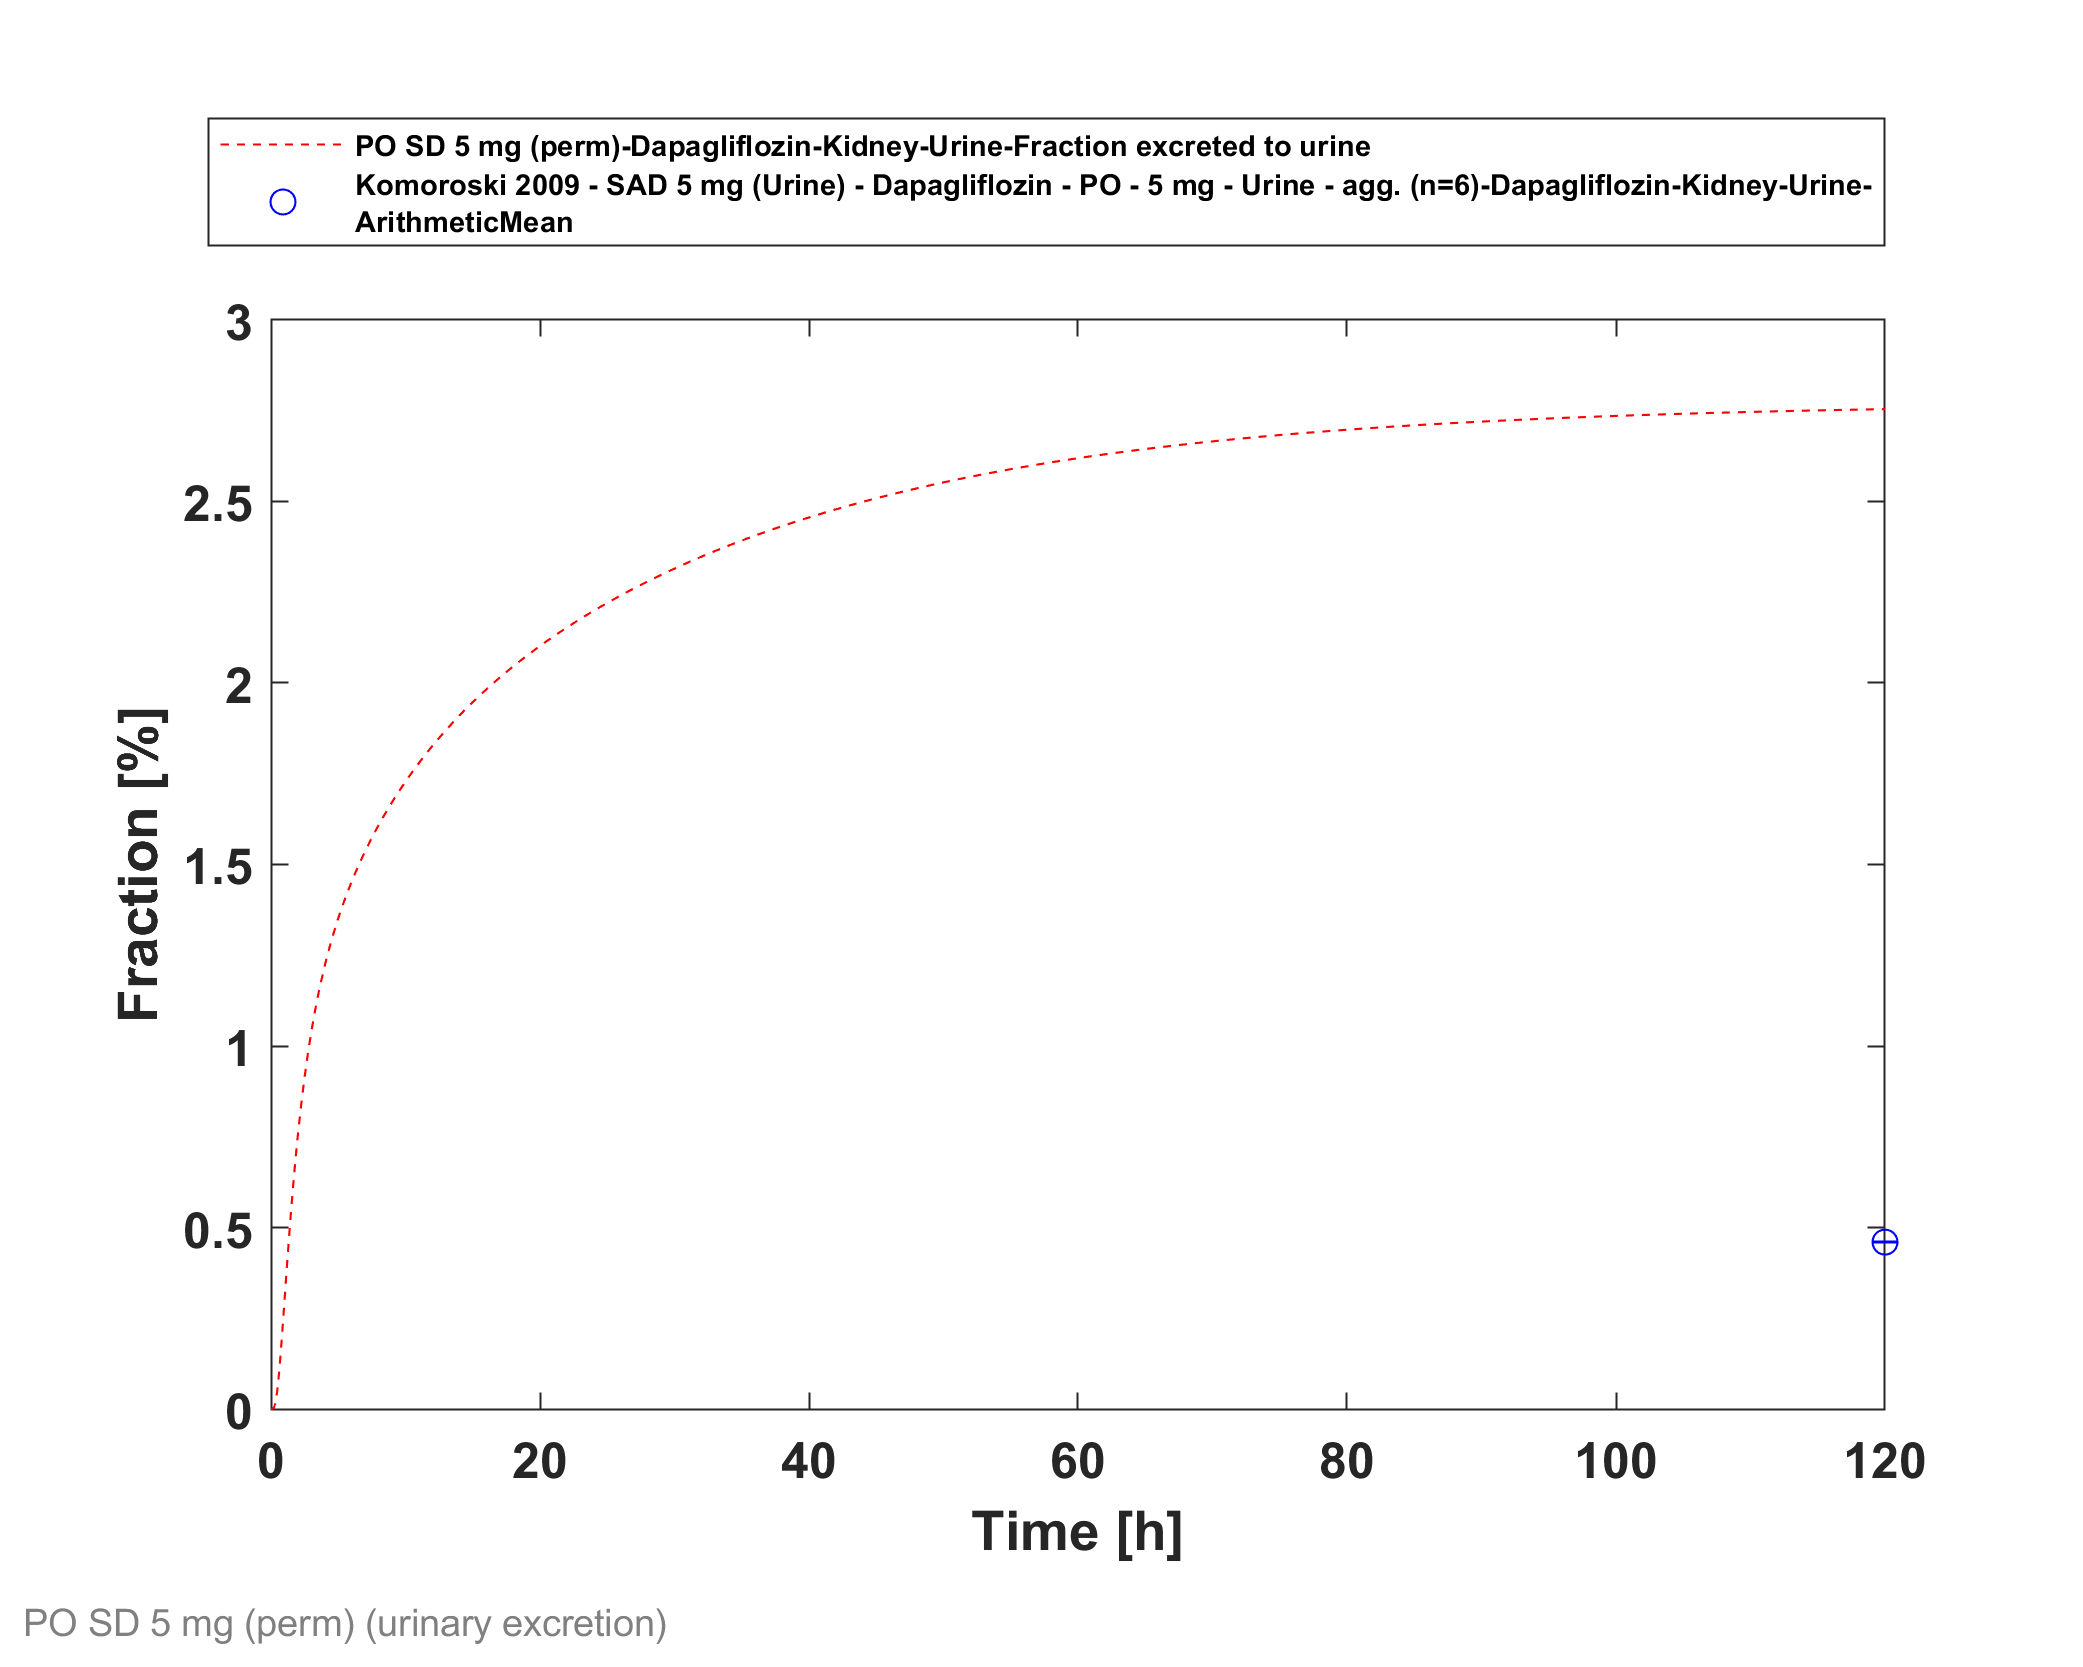 PO SD 5 mg (perm)-Dapagliflozin-Kidney-Urine-Fraction excreted to urine
Komoroski 2009 - SAD 5 mg (Urine) - Dapagliflozin - PO - 5 mg - Urine - agg. (n=6)-Dapagliflozin-Kidney-Urine-
ArithmeticMean
3
2.5
2
1.5
1
0.5
0
Fraction [%]
0 20 40 60 80 100 120
Time [h]
PO SD 5 mg (perm) (urinary excretion)